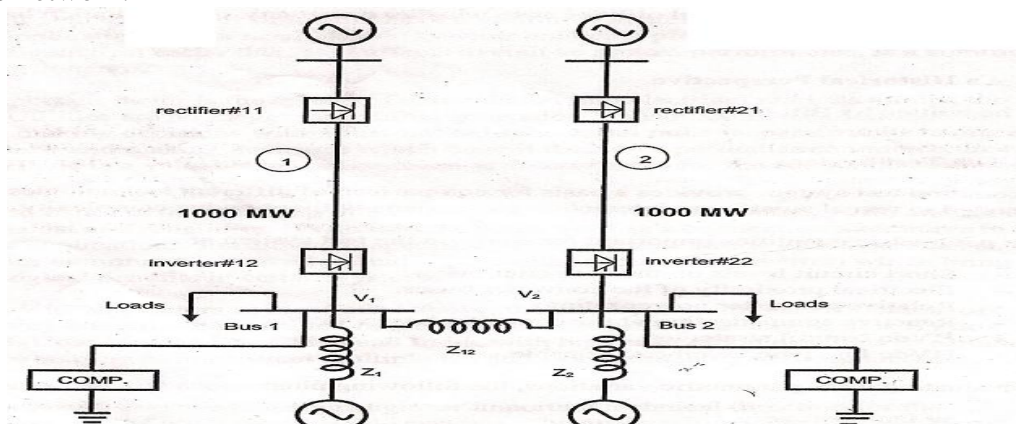 rectifier#11
rectifier#21
1
2
1000 MW
1000 MW
inverter#12
inverter#22
Loads
V1
V2
Loads
Bus 1
Z12
Bus 2
Z1
Z2
COMP.
COMP.